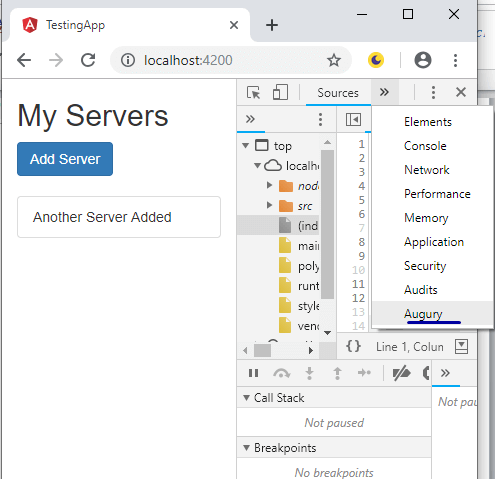 TestingApp
localhost:4200
My Servers
Add Server
Another Server Added
Sources
Elements
Console
Network
Performance
Memory
Application
Security
Audits
Augury
top
localh
node
src
(ind
main
poly
runt
style
vend
1
2
3
4
5
6
7
8
9
10
11
12
13
14
{} Line 1, Colun
Call Stack
Not paused
Breakpoints
No breakpoints
Not pau